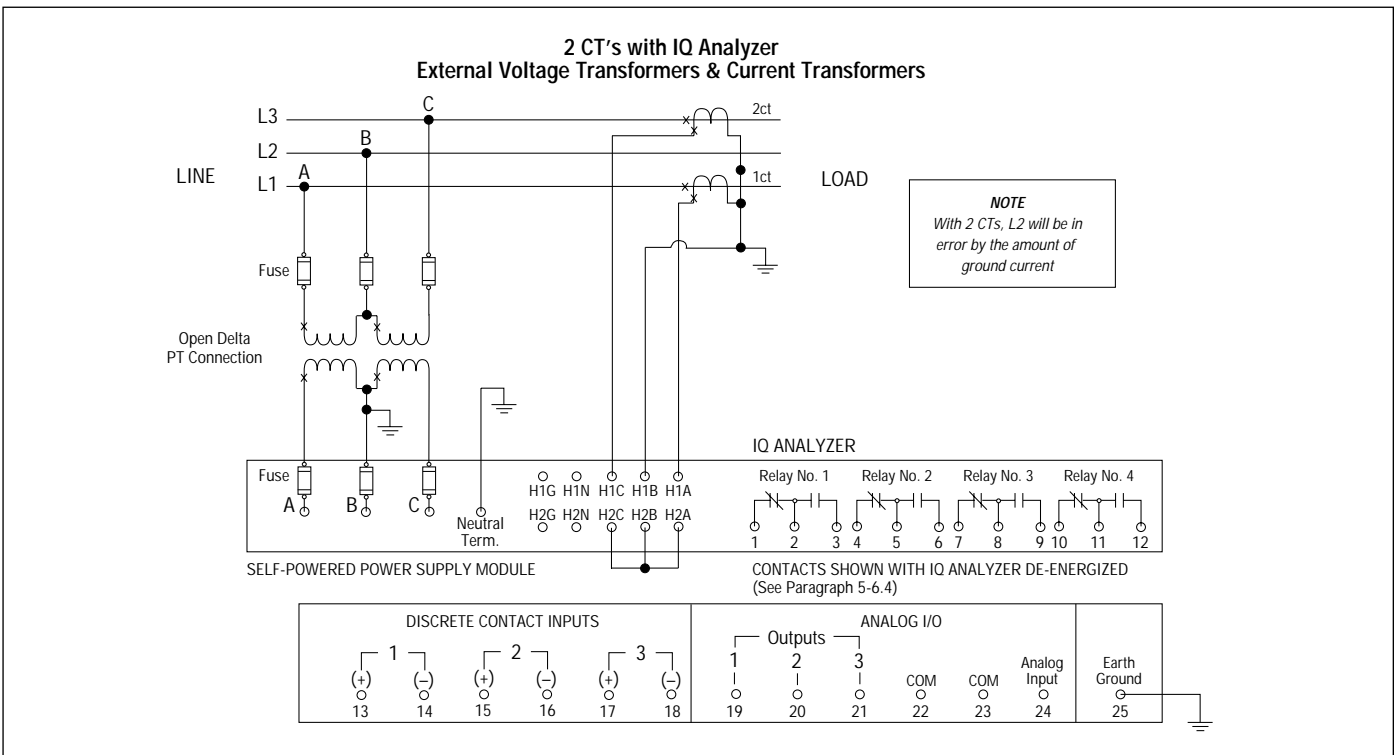 2 CT's with IQ Analyzer
External Voltage Transformers & Current Transformers
L3
C
2ct
L2
B
LINE
L1
A
1ct
LOAD
NOTE
With 2 CTs, L2 will be in
error by the amount of
ground current
Fuse
Open Delta
PT Connection
IQ ANALYZER
Fuse
A
B
C
Neutral
Term.
H1G H1N H1C H1B H1A
H2G H2N H2C H2B H2A
Relay No. 1
Relay No. 2
Relay No. 3
Relay No. 4
1 2 3 4 5 6 7 8 9 10 11 12
SELF-POWERED POWER SUPPLY MODULE
CONTACTS SHOWN WITH IQ ANALYZER DE-ENERGIZED
(See Paragraph 5-6.4)
DISCRETE CONTACT INPUTS
1 2 3
(+) (–) (+) (–) (+) (–)
13 14 15 16 17 18
ANALOG I/O
Outputs
1 2 3
COM
COM
Analog
Input
19 20 21 22 23 24
Earth
Ground
25